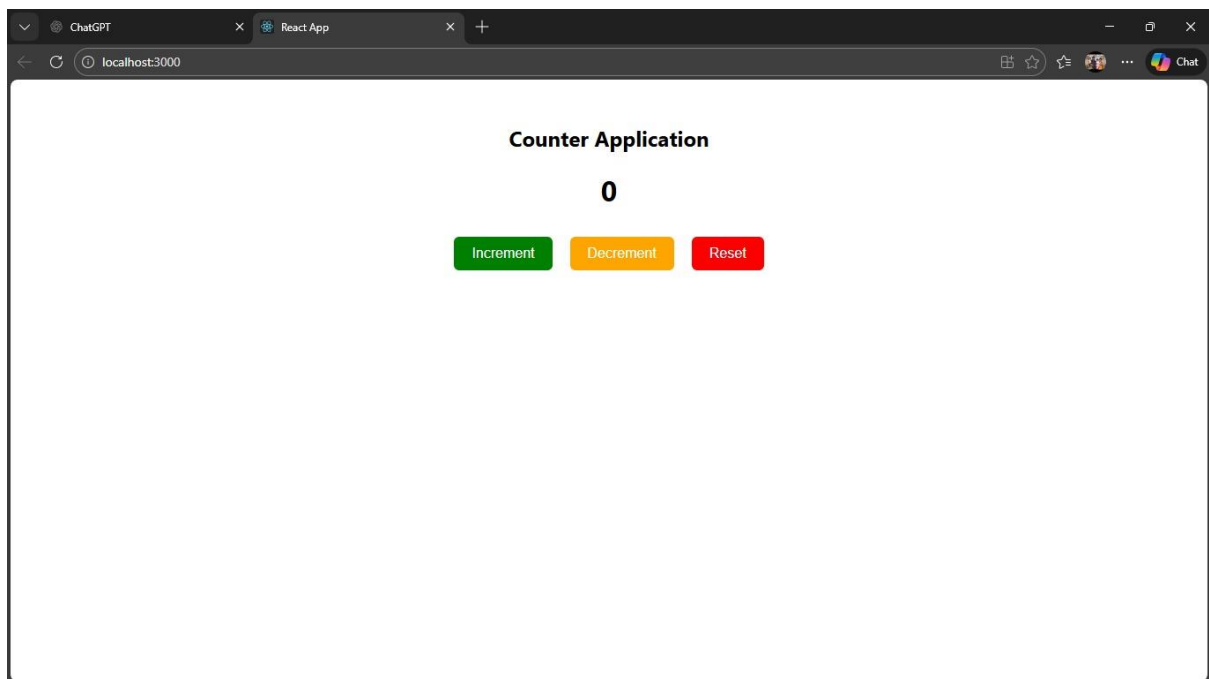 ChatGPT React App
localhost:3000 Chat
Counter Application
0
Increment Decrement Reset